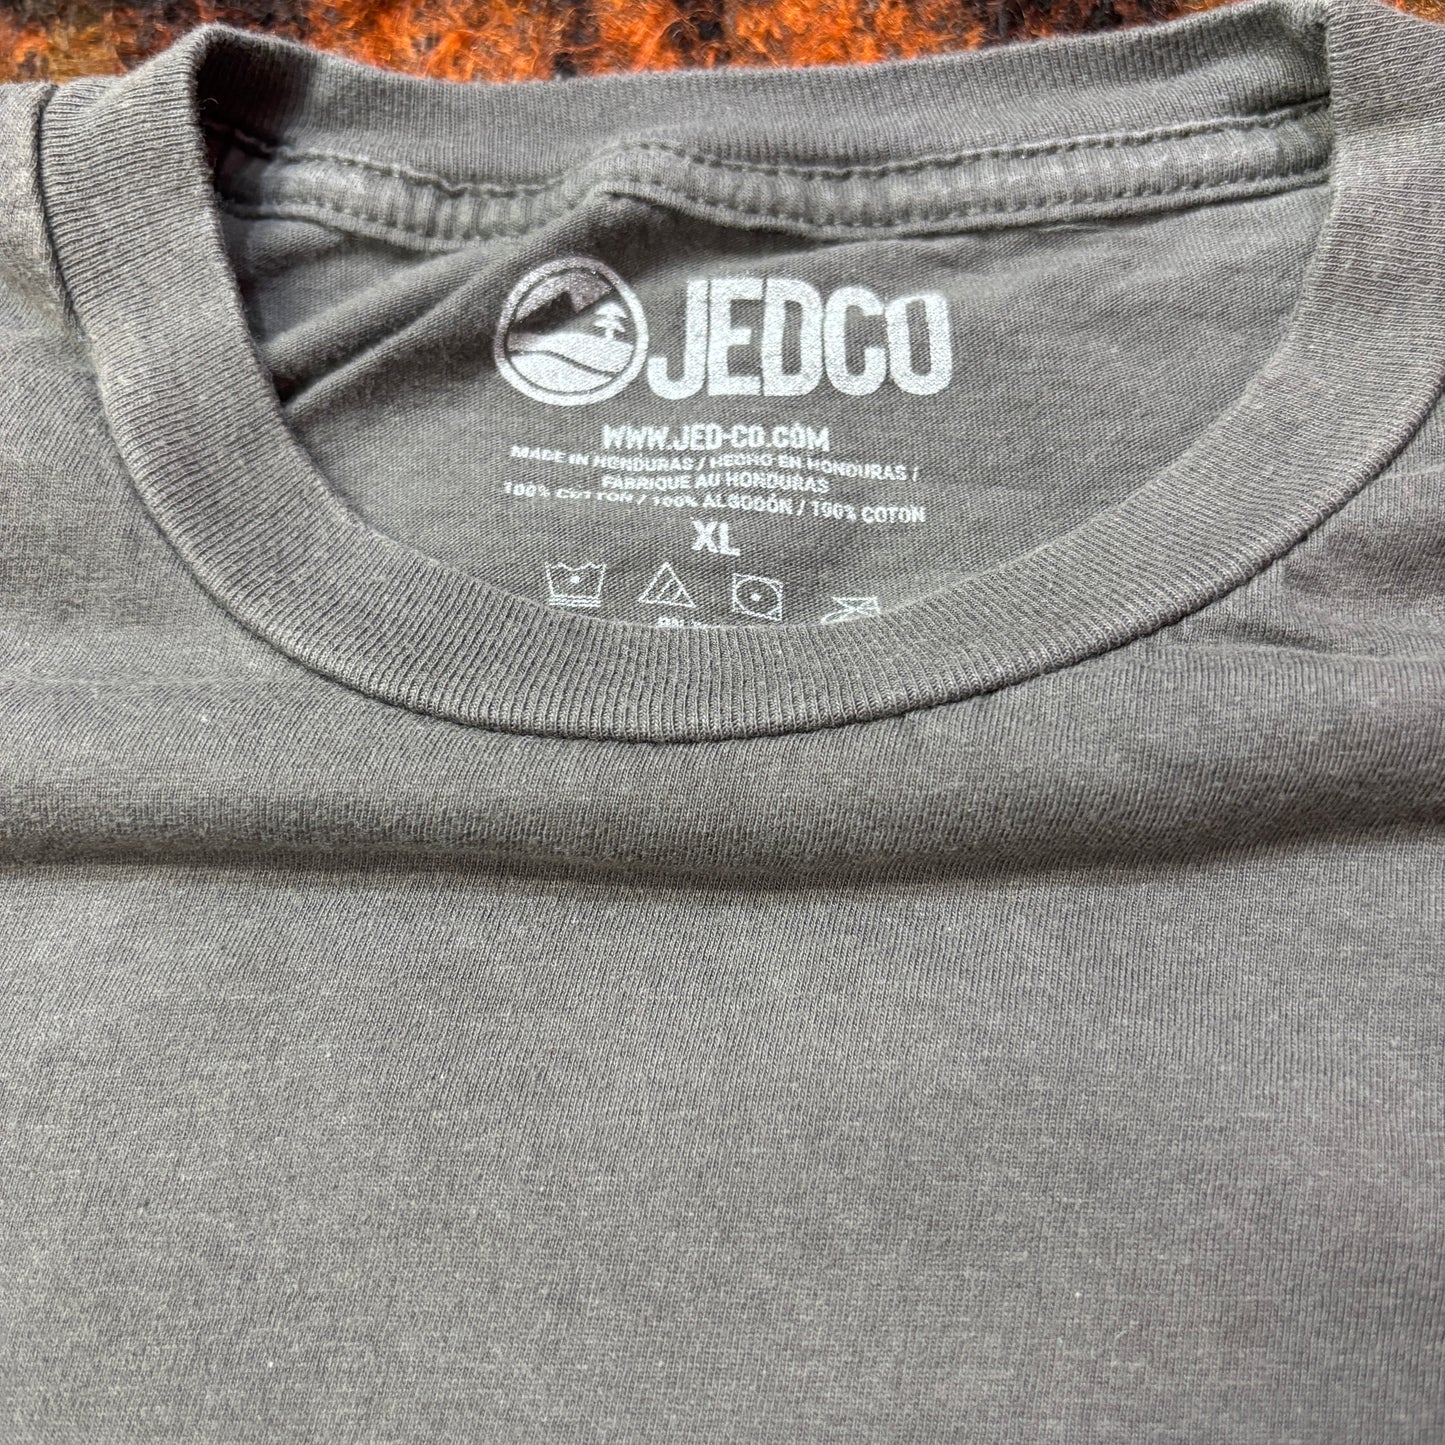 JEDCO
WWW.JED-CO.COM
MADE IN HONDURAS / HECHO EN HONDURAS /
FABRIQUE AU HONDURAS
100% COTTON / 100% ALGODÓN / 100% COTON
XL